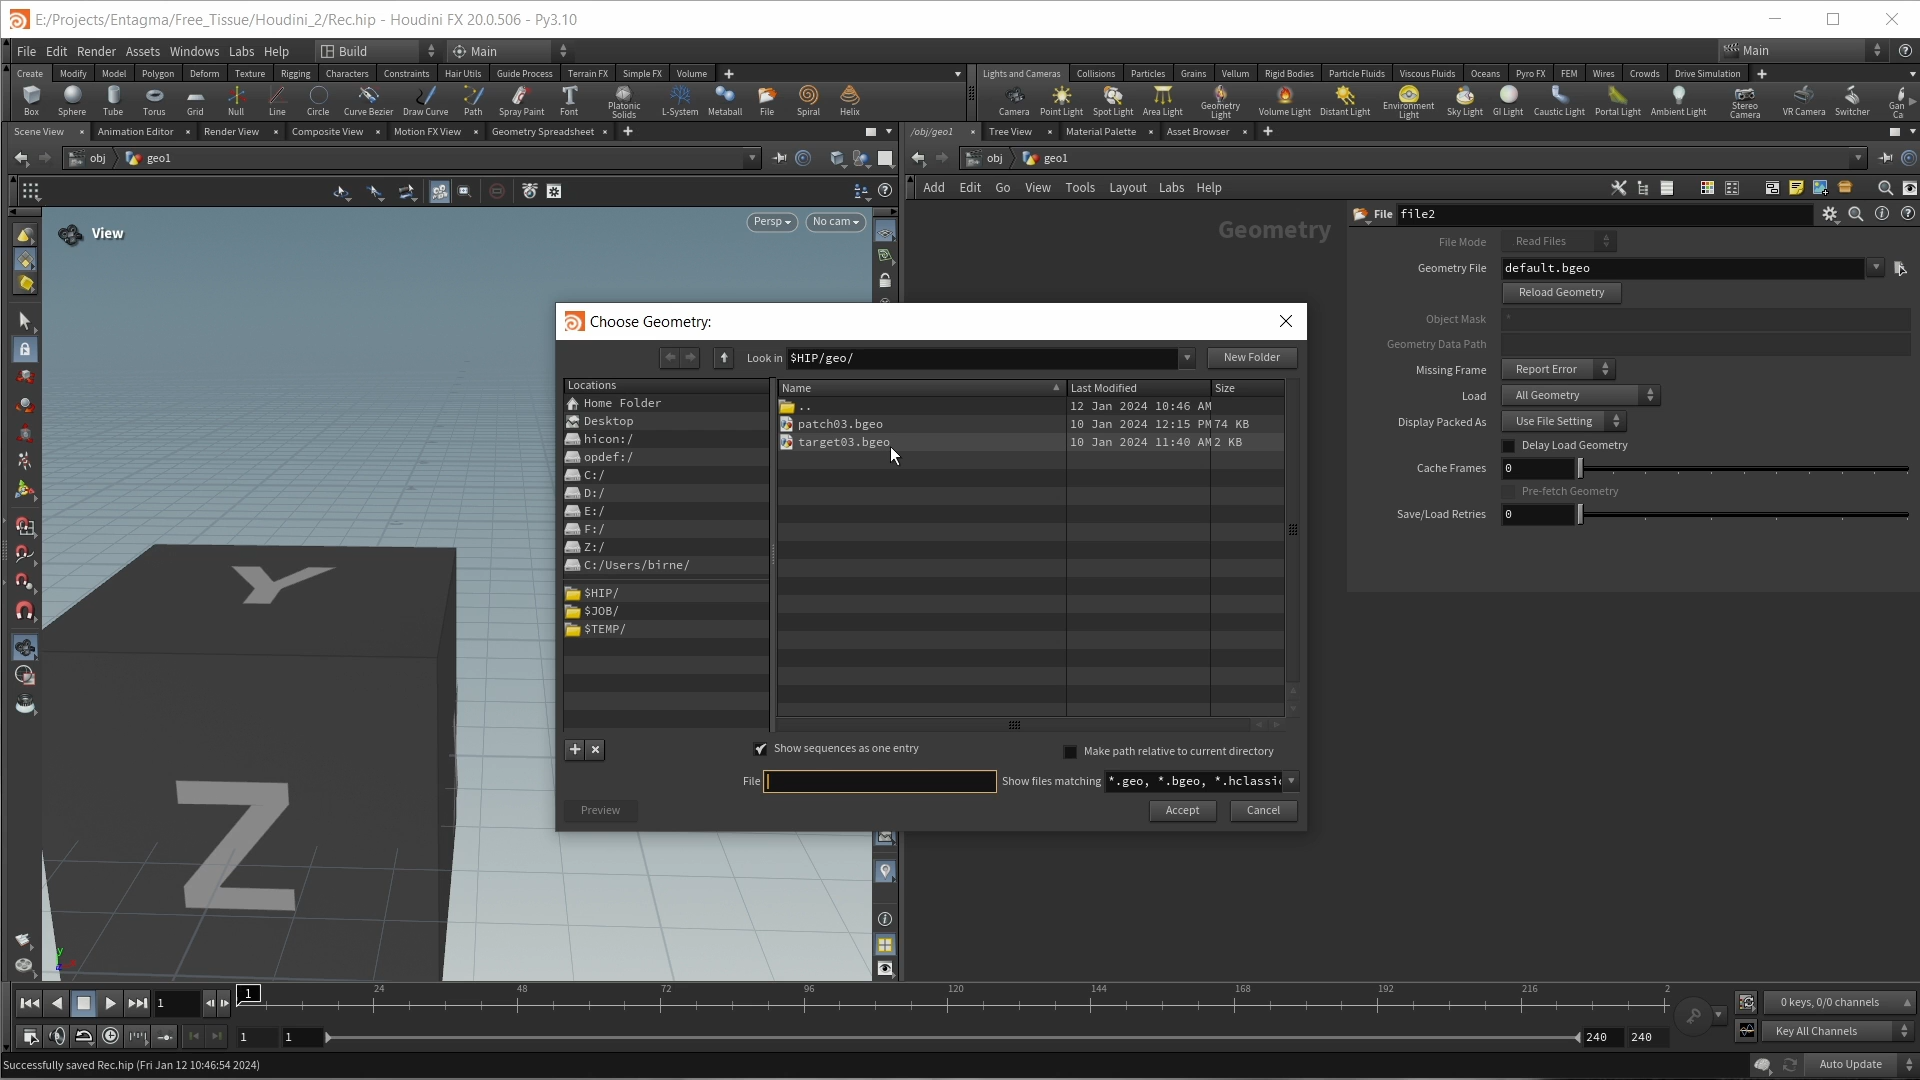 E:/Projects/Entagma/Free_Tissue/Houdini_2/Rec.hip - Houdini FX 20.0.506 - Py3.10
File Edit Render Assets Windows Labs Help Build Main Main
Create Modify Model Polygon Deform Texture Rigging Characters Constraints Hair Utils Guide Process Terrain FX Simple FX Volume
Lights and Cameras Collisions Particles Grains Vellum Rigid Bodies Particle Fluids Viscous Fluids Oceans Pyro FX FEM Wires Crowds Drive Simulation
Box Sphere Tube Torus Grid Null Line Circle Curve Bezier Draw Curve Path Spray Paint Font Platonic Solids L-System Metaball File Spiral Helix
Camera Point Light Spot Light Area Light Geometry Light Volume Light Distant Light Environment Light Sky Light GI Light Caustic Light Portal Light Ambient Light Stereo Camera VR Camera Switcher Gan Ca
Scene View Animation Editor Render View Composite View Motion FX View Geometry Spreadsheet
/obj/geo1 Tree View Material Palette Asset Browser
obj geo1
obj geo1
Add Edit Go View Tools Layout Labs Help
View
Persp No cam
Geometry
File file2
File Mode Read Files
Geometry File default.bgeo
Reload Geometry
Object Mask *
Geometry Data Path
Missing Frame Report Error
Load All Geometry
Display Packed As Use File Setting
Delay Load Geometry
Cache Frames 0
Pre-fetch Geometry
Save/Load Retries 0
Choose Geometry:
Look in $HIP/geo/ New Folder
Locations
Home Folder
Desktop
hicon:/
opdef:/
C:/
D:/
E:/
F:/
Z:/
C:/Users/birne/
$HIP/
$JOB/
$TEMP/
Name Last Modified Size
.. 12 Jan 2024 10:46 AM
patch03.bgeo 10 Jan 2024 12:15 PM 74 KB
target03.bgeo 10 Jan 2024 11:40 AM 2 KB
Show sequences as one entry Make path relative to current directory
File Show files matching *.geo, *.bgeo, *.hclassic
Preview Accept Cancel
Y
Z
y
1 1 24 48 72 96 120 144 168 192 216 2
0 keys, 0/0 channels
1 1 240 240 Key All Channels
Successfully saved Rec.hip (Fri Jan 12 10:46:54 2024) Auto Update